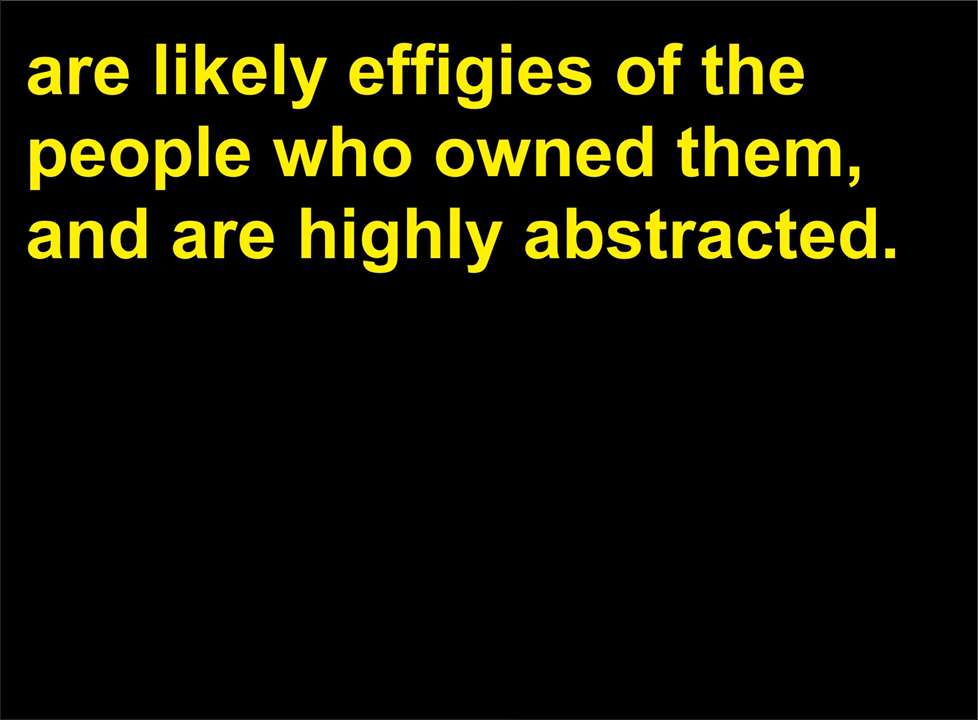 are likely effigies of the
people who owned them,
and are highly abstracted.